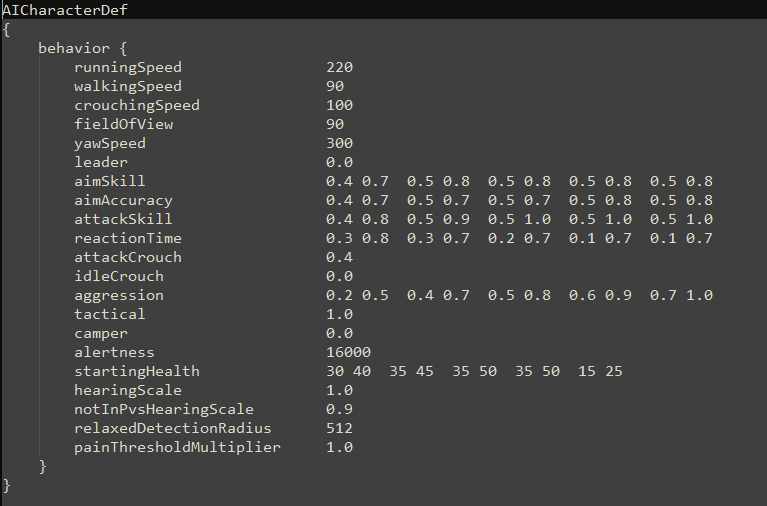 AICharacterDef
{
behavior {
runningSpeed 220
walkingSpeed 90
crouchingSpeed 100
fieldOfView 90
yawSpeed 300
leader 0.0
aimSkill 0.4 0.7 0.5 0.8 0.5 0.8 0.5 0.8 0.5 0.8
aimAccuracy 0.4 0.7 0.5 0.7 0.5 0.7 0.5 0.8 0.5 0.8
attackSkill 0.4 0.8 0.5 0.9 0.5 1.0 0.5 1.0 0.5 1.0
reactionTime 0.3 0.8 0.3 0.7 0.2 0.7 0.1 0.7 0.1 0.7
attackCrouch 0.4
idleCrouch 0.0
aggression 0.2 0.5 0.4 0.7 0.5 0.8 0.6 0.9 0.7 1.0
tactical 1.0
camper 0.0
alertness 16000
startingHealth 30 40 35 45 35 50 35 50 15 25
hearingScale 1.0
notInPvsHearingScale 0.9
relaxedDetectionRadius 512
painThresholdMultiplier 1.0
}
}